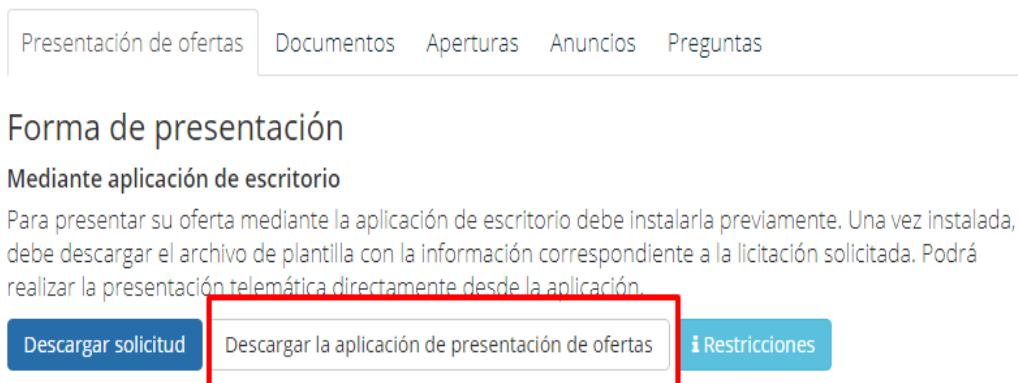 Presentación de ofertas Documentos Aperturas Anuncios Preguntas
Forma de presentación
Mediante aplicación de escritorio
Para presentar su oferta mediante la aplicación de escritorio debe instalarla previamente. Una vez instalada,
debe descargar el archivo de plantilla con la información correspondiente a la licitación solicitada. Podrá
realizar la presentación telemática directamente desde la aplicación.
Descargar solicitud Descargar la aplicación de presentación de ofertas i Restricciones